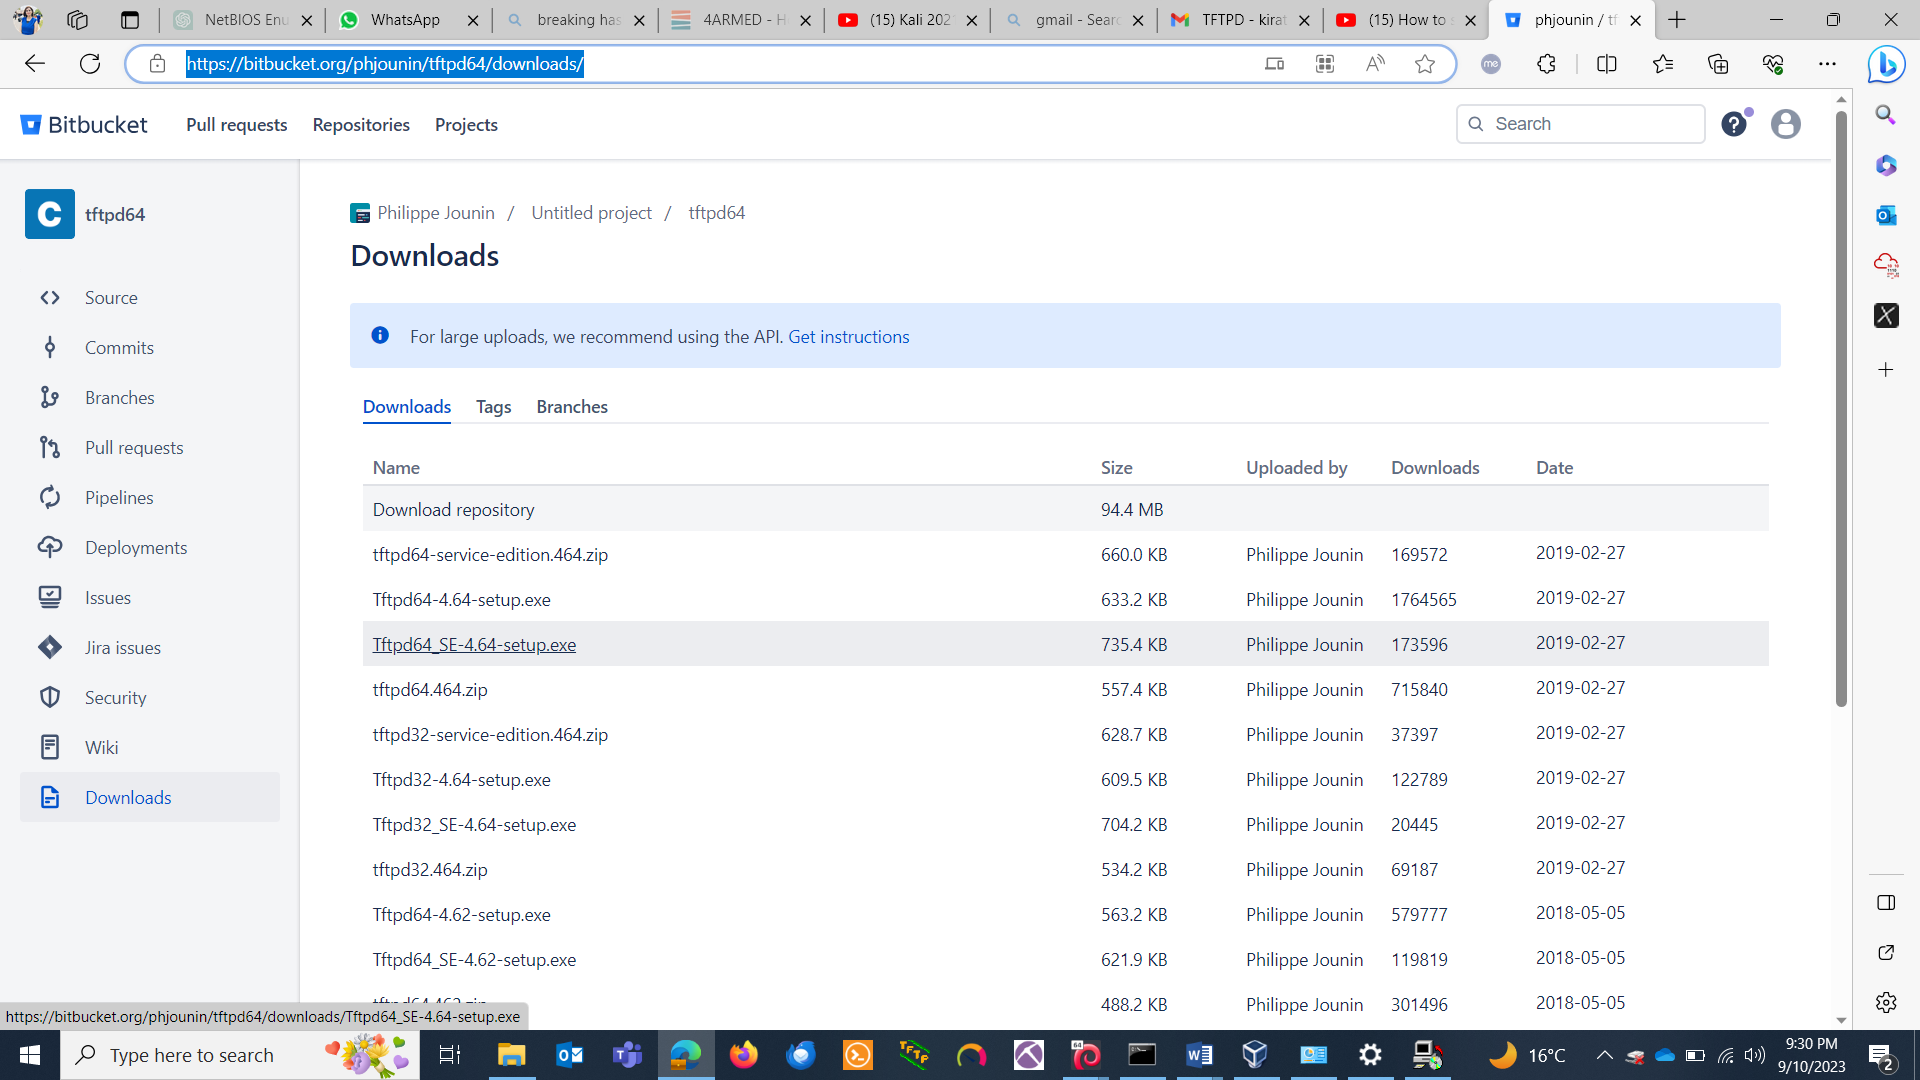 NetBIOS Enu
WhatsApp
breaking has
4ARMED - H
(15) Kali 202
gmail - Searc
TFTPD - kirat
(15) How to s
phjounin / tf
https://bitbucket.org/phjounin/tftpd64/downloads/
me
Bitbucket
Pull requests
Repositories
Projects
Search
C
tftpd64
Source
Commits
Branches
Pull requests
Pipelines
Deployments
Issues
Jira issues
Security
Wiki
Downloads
Philippe Jounin / Untitled project / tftpd64
Downloads
For large uploads, we recommend using the API. Get instructions
Downloads Tags Branches
Name Size Uploaded by Downloads Date
Download repository 94.4 MB
tftpd64-service-edition.464.zip 660.0 KB Philippe Jounin 169572 2019-02-27
Tftpd64-4.64-setup.exe 633.2 KB Philippe Jounin 1764565 2019-02-27
Tftpd64_SE-4.64-setup.exe 735.4 KB Philippe Jounin 173596 2019-02-27
tftpd64.464.zip 557.4 KB Philippe Jounin 715840 2019-02-27
tftpd32-service-edition.464.zip 628.7 KB Philippe Jounin 37397 2019-02-27
Tftpd32-4.64-setup.exe 609.5 KB Philippe Jounin 122789 2019-02-27
Tftpd32_SE-4.64-setup.exe 704.2 KB Philippe Jounin 20445 2019-02-27
tftpd32.464.zip 534.2 KB Philippe Jounin 69187 2019-02-27
Tftpd64-4.62-setup.exe 563.2 KB Philippe Jounin 579777 2018-05-05
Tftpd64_SE-4.62-setup.exe 621.9 KB Philippe Jounin 119819 2018-05-05
488.2 KB Philippe Jounin 301496 2018-05-05
https://bitbucket.org/phjounin/tftpd64/downloads/Tftpd64_SE-4.64-setup.exe
Type here to search
16°C
9:30 PM
9/10/2023
2